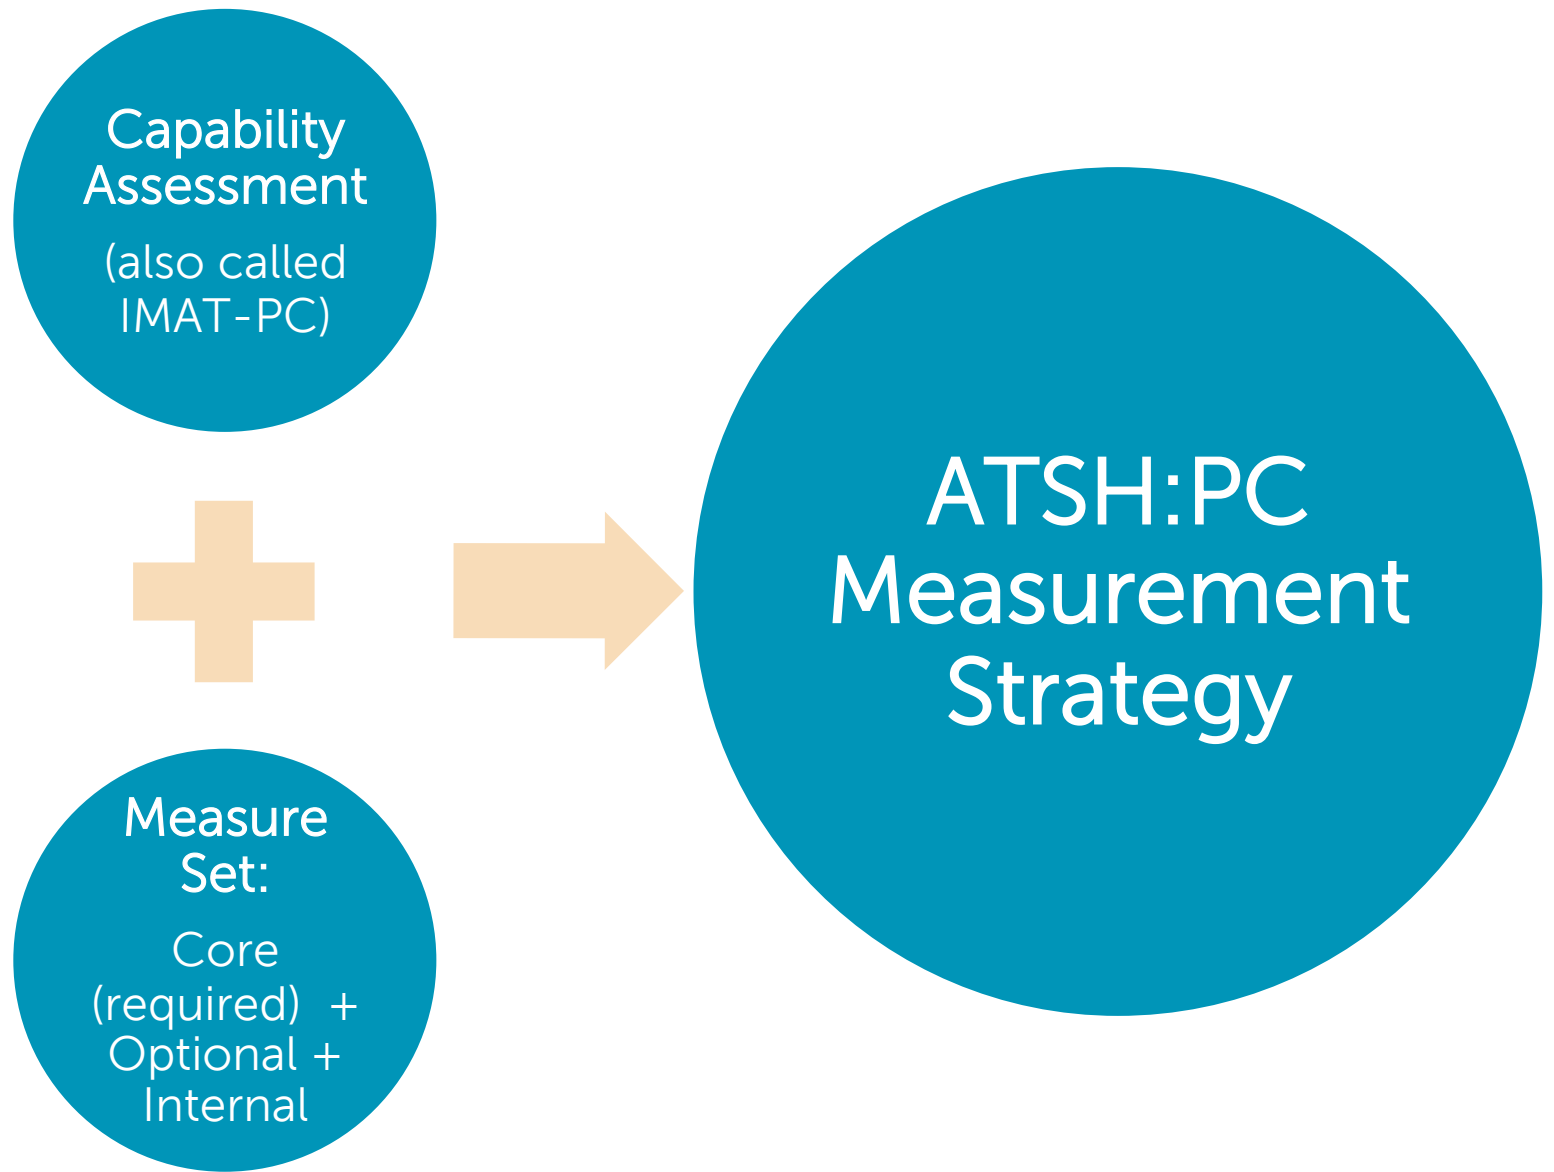 Capability
Assessment
(also called
IMAT-PC)
Measure
Set:
Core
(required) +
Optional +
Internal
ATSH:PC
Measurement
Strategy